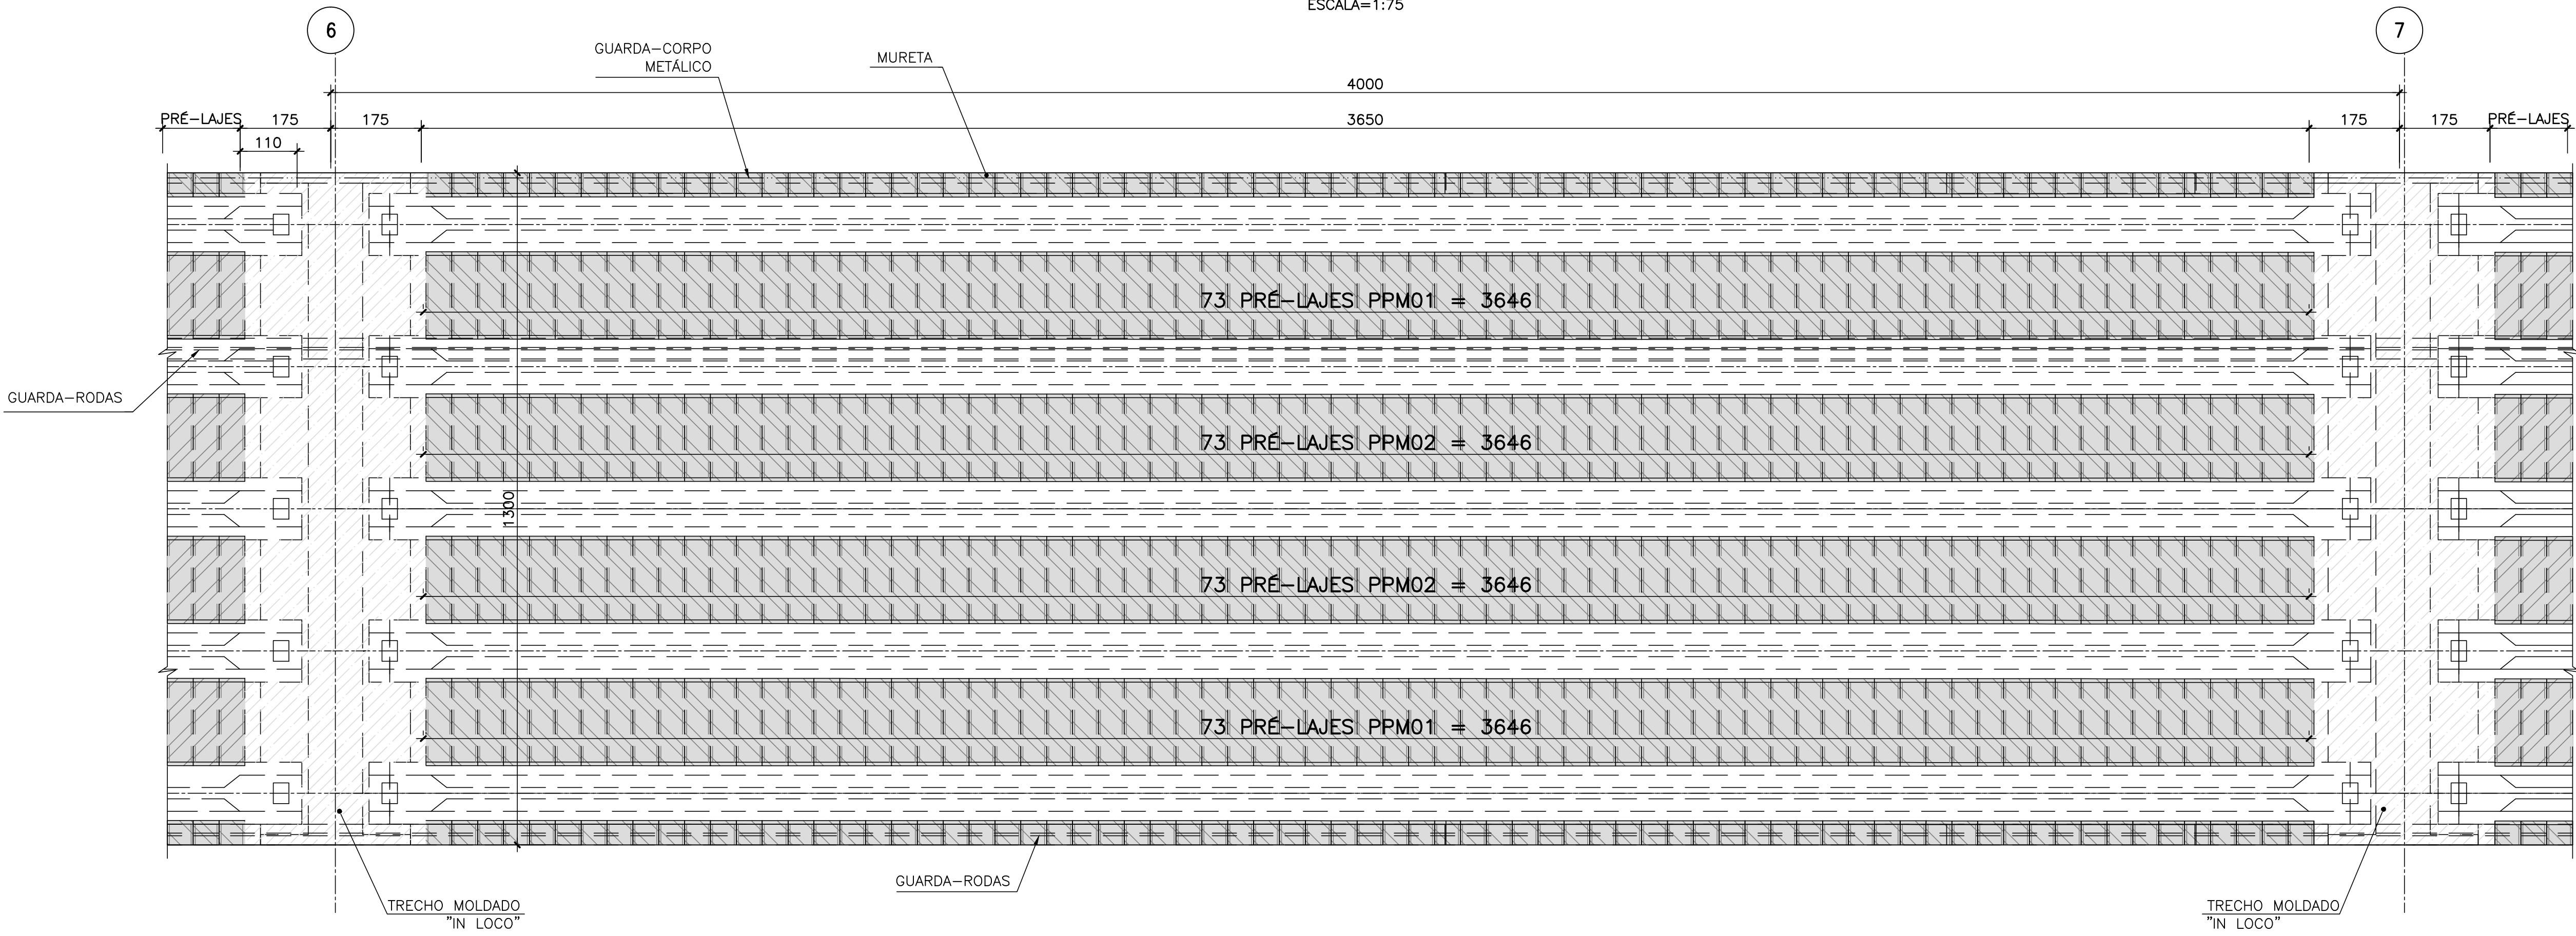 ESCALA=1:75
6
7
GUARDA-CORPO
METÁLICO
MURETA
4000
PRÉ-LAJES
175
175
3650
175
175
PRÉ-LAJES
110
73 PRÉ-LAJES PPM01 = 3646
GUARDA-RODAS
73 PRÉ-LAJES PPM02 = 3646
1300
73 PRÉ-LAJES PPM02 = 3646
73 PRÉ-LAJES PPM01 = 3646
GUARDA-RODAS
TRECHO MOLDADO
"IN LOCO"
TRECHO MOLDADO
"IN LOCO"